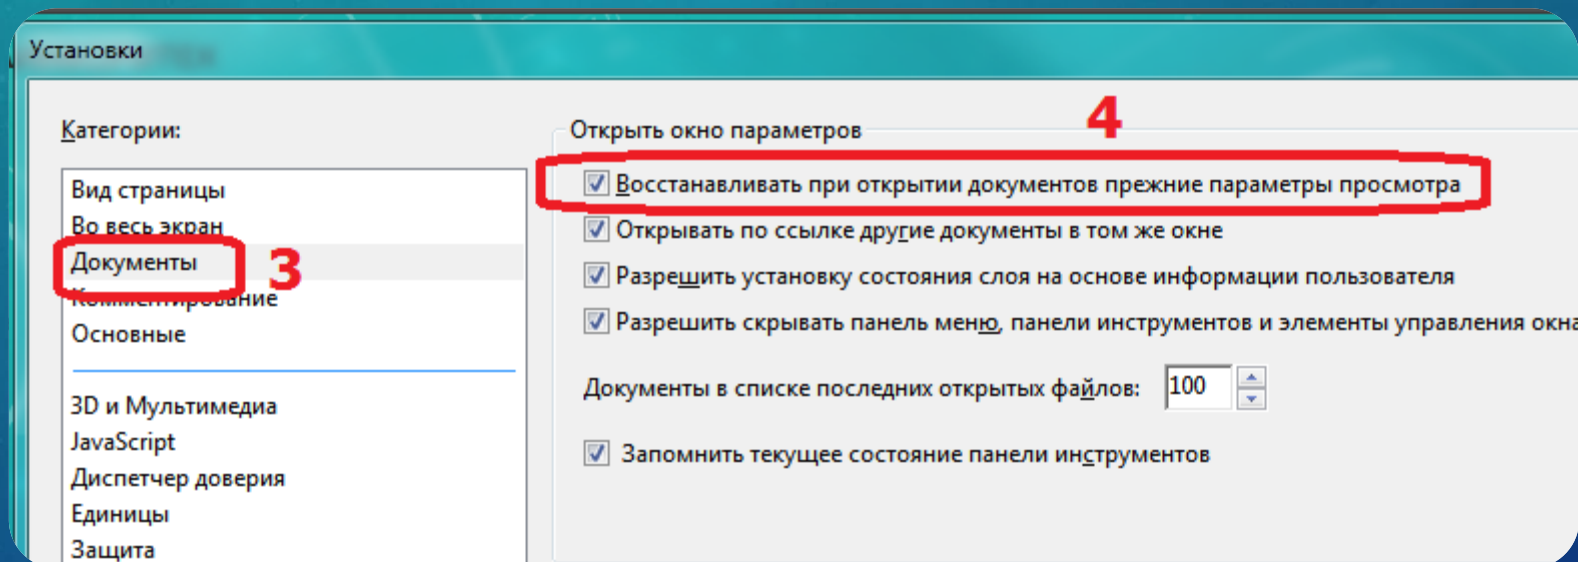 Установки
Категории:
Вид страницы
Во весь экран
Документы
3
Комментирование
Основные
3D и Мультимедиа
JavaScript
Диспетчер доверия
Единицы
Защита
Открыть окно параметров
4
Восстанавливать при открытии документов прежние параметры просмотра
Открывать по ссылке другие документы в том же окне
Разрешить установку состояния слоя на основе информации пользователя
Разрешить скрывать панель меню, панели инструментов и элементы управления окна
Документы в списке последних открытых файлов: 100
Запомнить текущее состояние панели инструментов